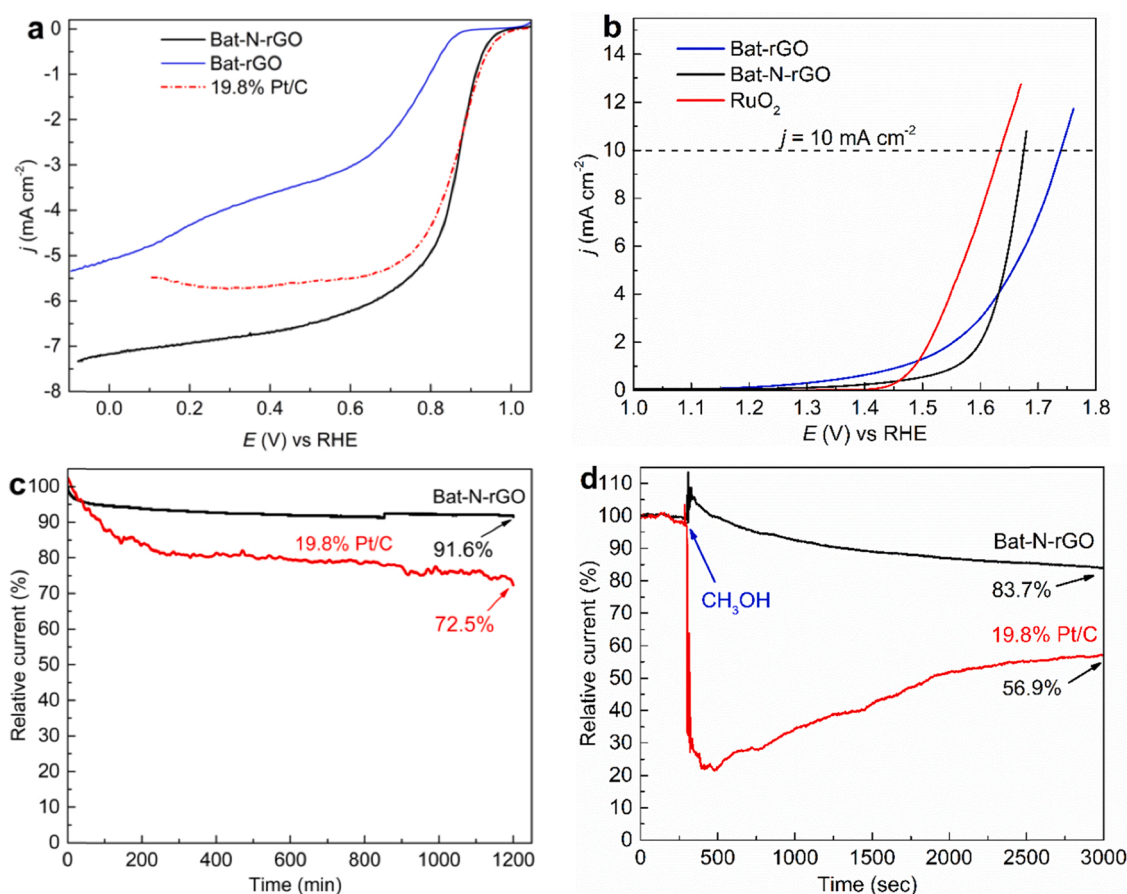 a
Bat-N-rGO
Bat-rGO
19.8% Pt/C
0
-1
-2
-3
-4
-5
-6
-7
-8
j (mA cm⁻²)
0.0 0.2 0.4 0.6 0.8 1.0
E (V) vs RHE
b
Bat-rGO
Bat-N-rGO
RuO₂
j = 10 mA cm⁻²
14
12
10
8
6
4
2
0
j (mA cm⁻²)
1.0 1.1 1.2 1.3 1.4 1.5 1.6 1.7 1.8
E (V) vs RHE
c
100
90
80
70
60
50
40
30
20
10
0
Relative current (%)
Bat-N-rGO
91.6%
19.8% Pt/C
72.5%
0 200 400 600 800 1000 1200
Time (min)
d
110
100
90
80
70
60
50
40
30
20
10
0
Relative current (%)
CH₃OH
Bat-N-rGO
83.7%
19.8% Pt/C
56.9%
0 500 1000 1500 2000 2500 3000
Time (sec)